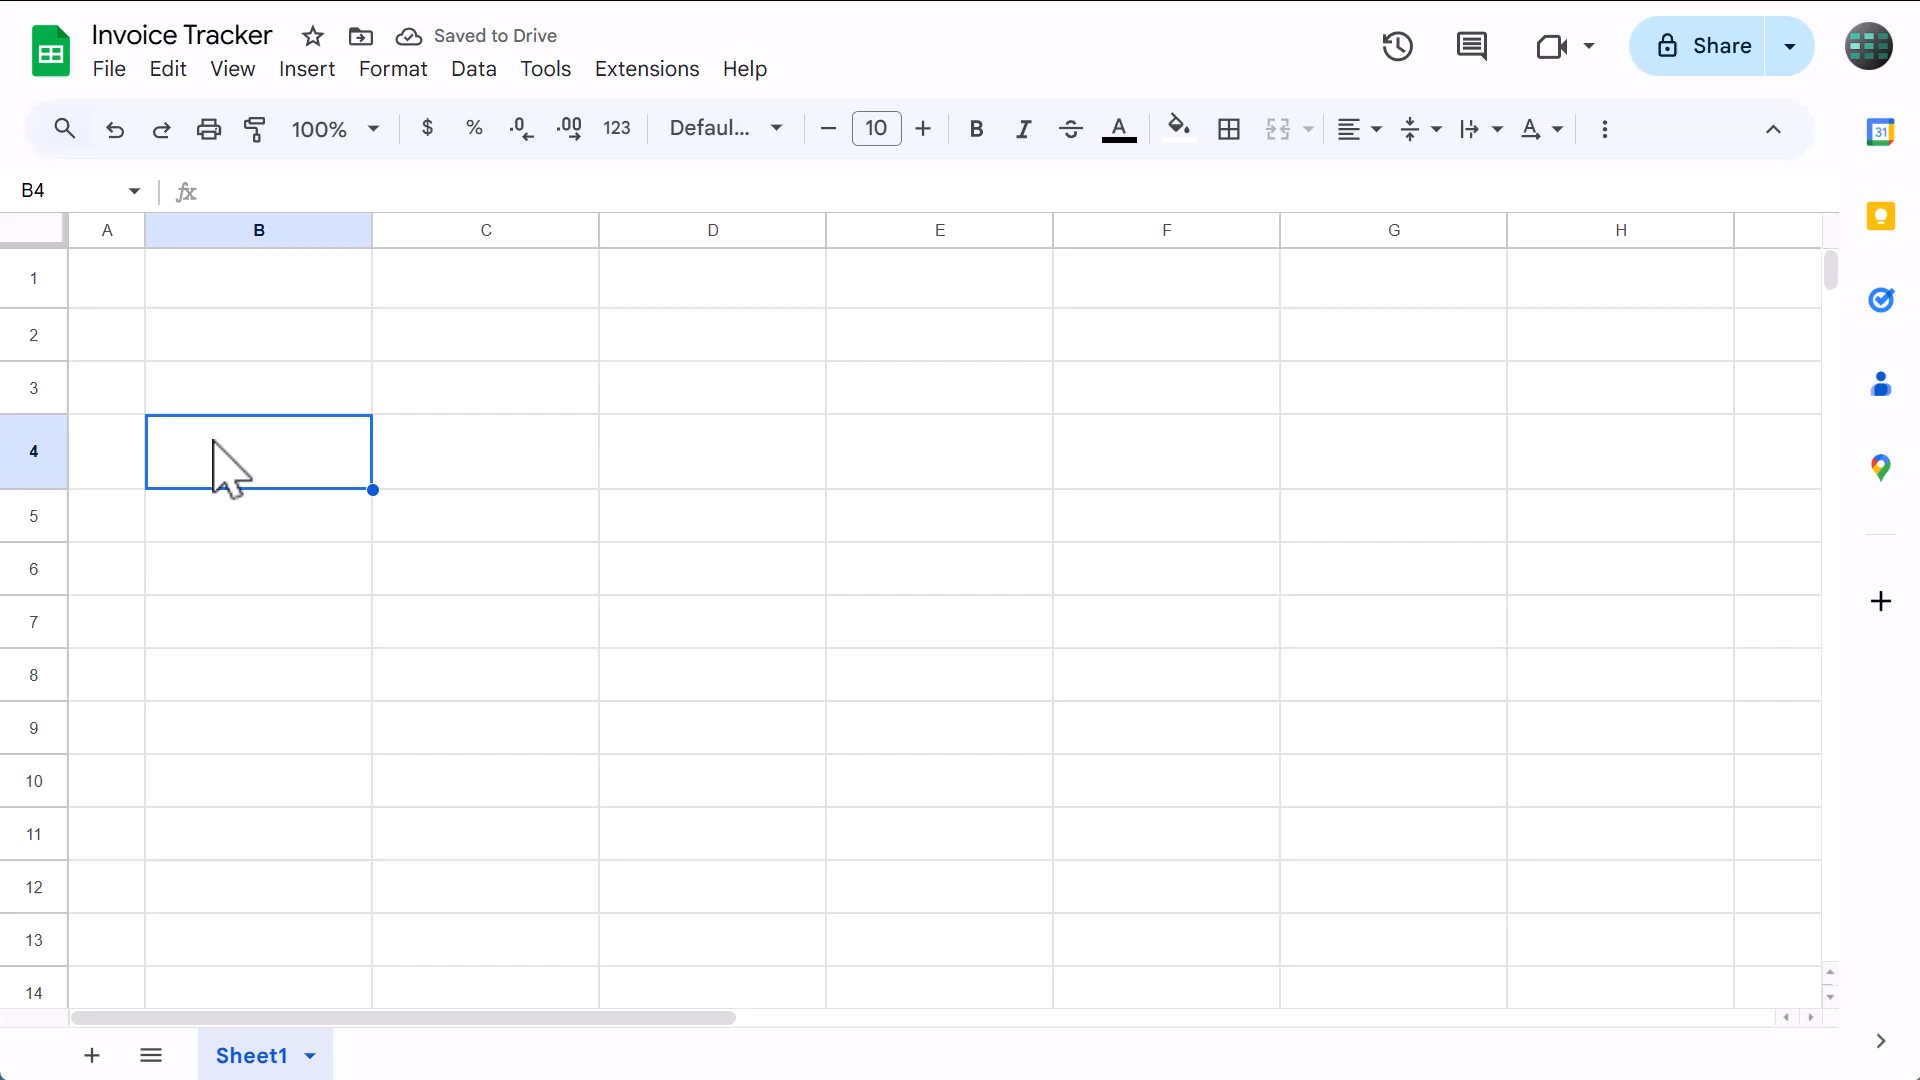 Invoice Tracker Saved to Drive
File Edit View Insert Format Data Tools Extensions Help
Share
100% $ % .0 .00 123 Defaul... 10 B I S A
31
B4 fx
A B C D E F G H
1
2
3
4
5
6
7
8
9
10
11
12
13
14
Sheet1